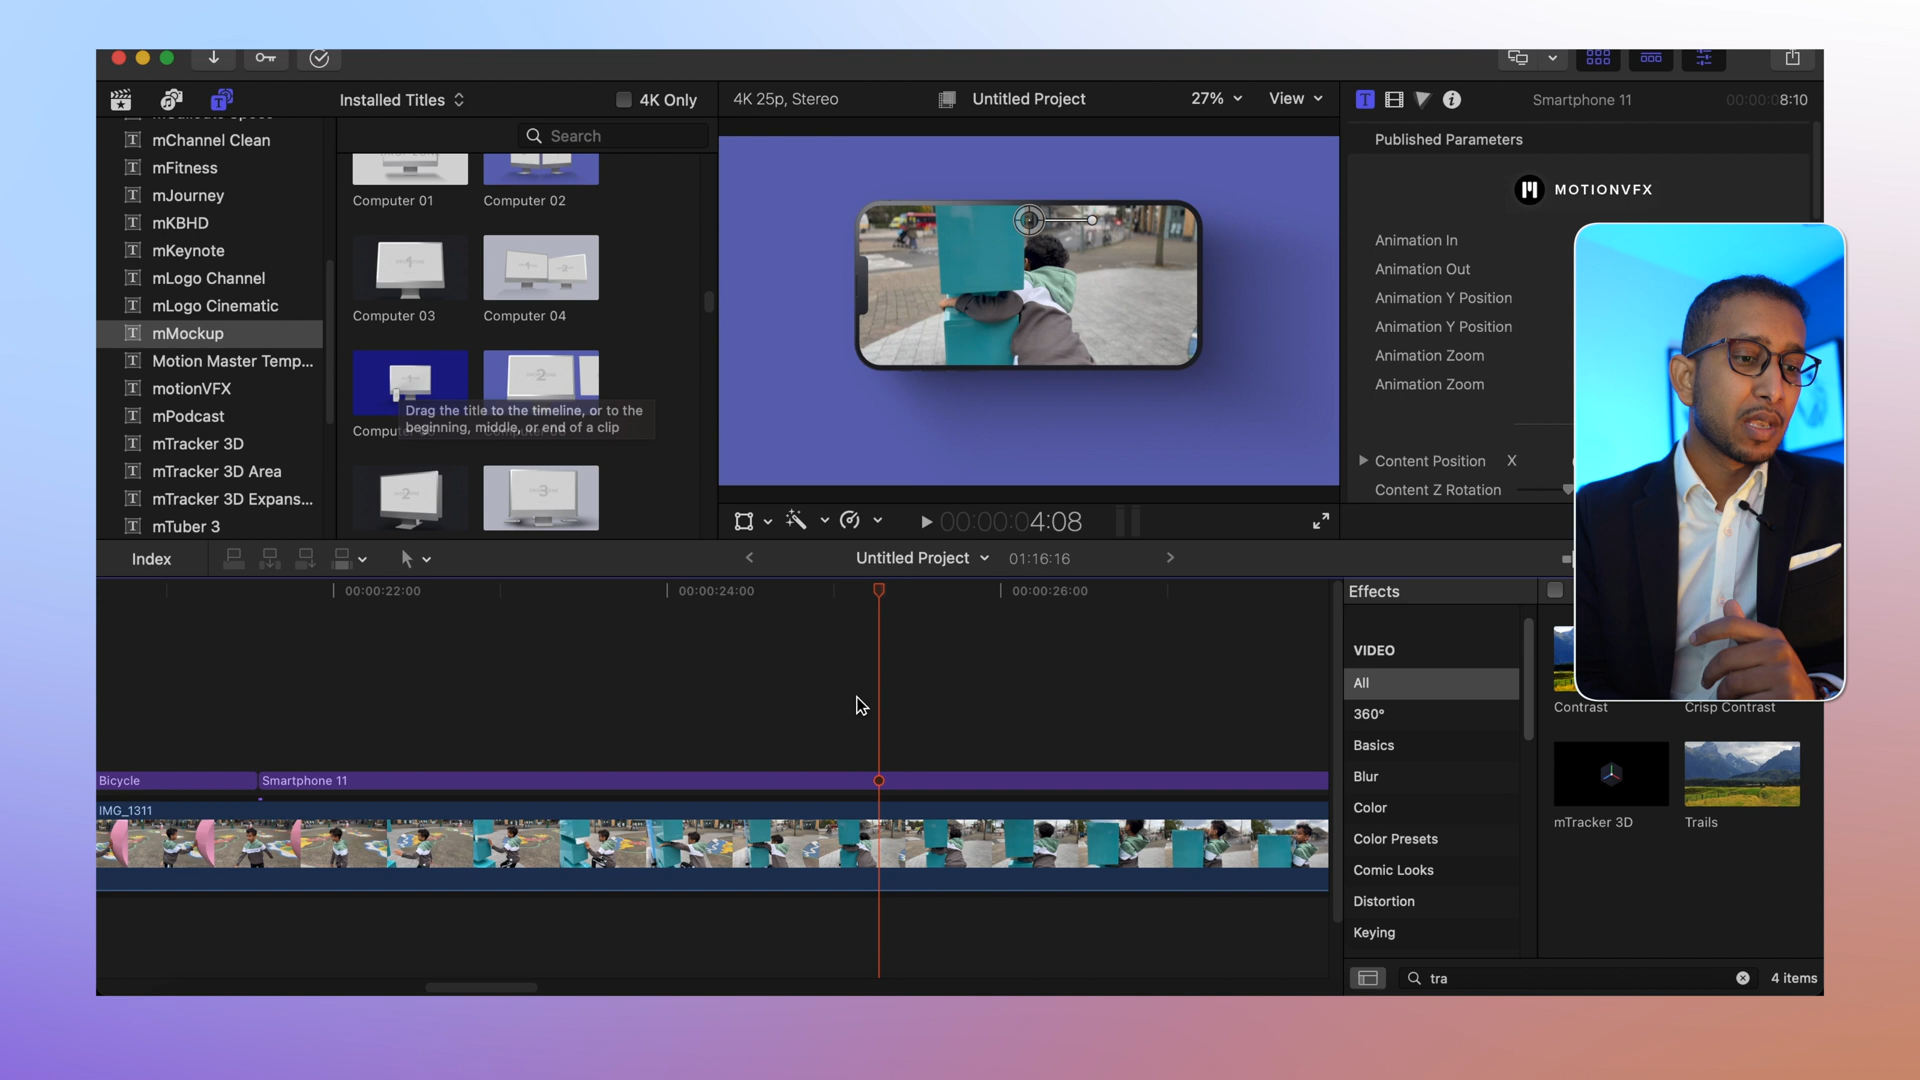 Installed Titles
4K Only
4K 25p, Stereo
Untitled Project
27%
View
Smartphone 11
00:00:08:10
Search
mChannel Clean
mFitness
mJourney
mKBHD
mKeynote
mLogo Channel
mLogo Cinematic
mMockup
Motion Master Temp...
motionVFX
mPodcast
mTracker 3D
mTracker 3D Area
mTracker 3D Expans...
mTuber 3
Computer 01
Computer 02
Computer 03
Computer 04
Drag the title to the timeline, or to the
beginning, middle, or end of a clip
Published Parameters
MOTIONVFX
Animation In
Animation Out
Animation Y Position
Animation Y Position
Animation Zoom
Animation Zoom
Content Position X
Content Z Rotation
00:00:04:08
Index
Untitled Project
01:16:16
00:00:22:00
00:00:24:00
00:00:26:00
Bicycle
Smartphone 11
IMG_1311
Effects
VIDEO
All
360°
Basics
Blur
Color
Color Presets
Comic Looks
Distortion
Keying
Contrast
Crisp Contrast
mTracker 3D
Trails
tra
4 items